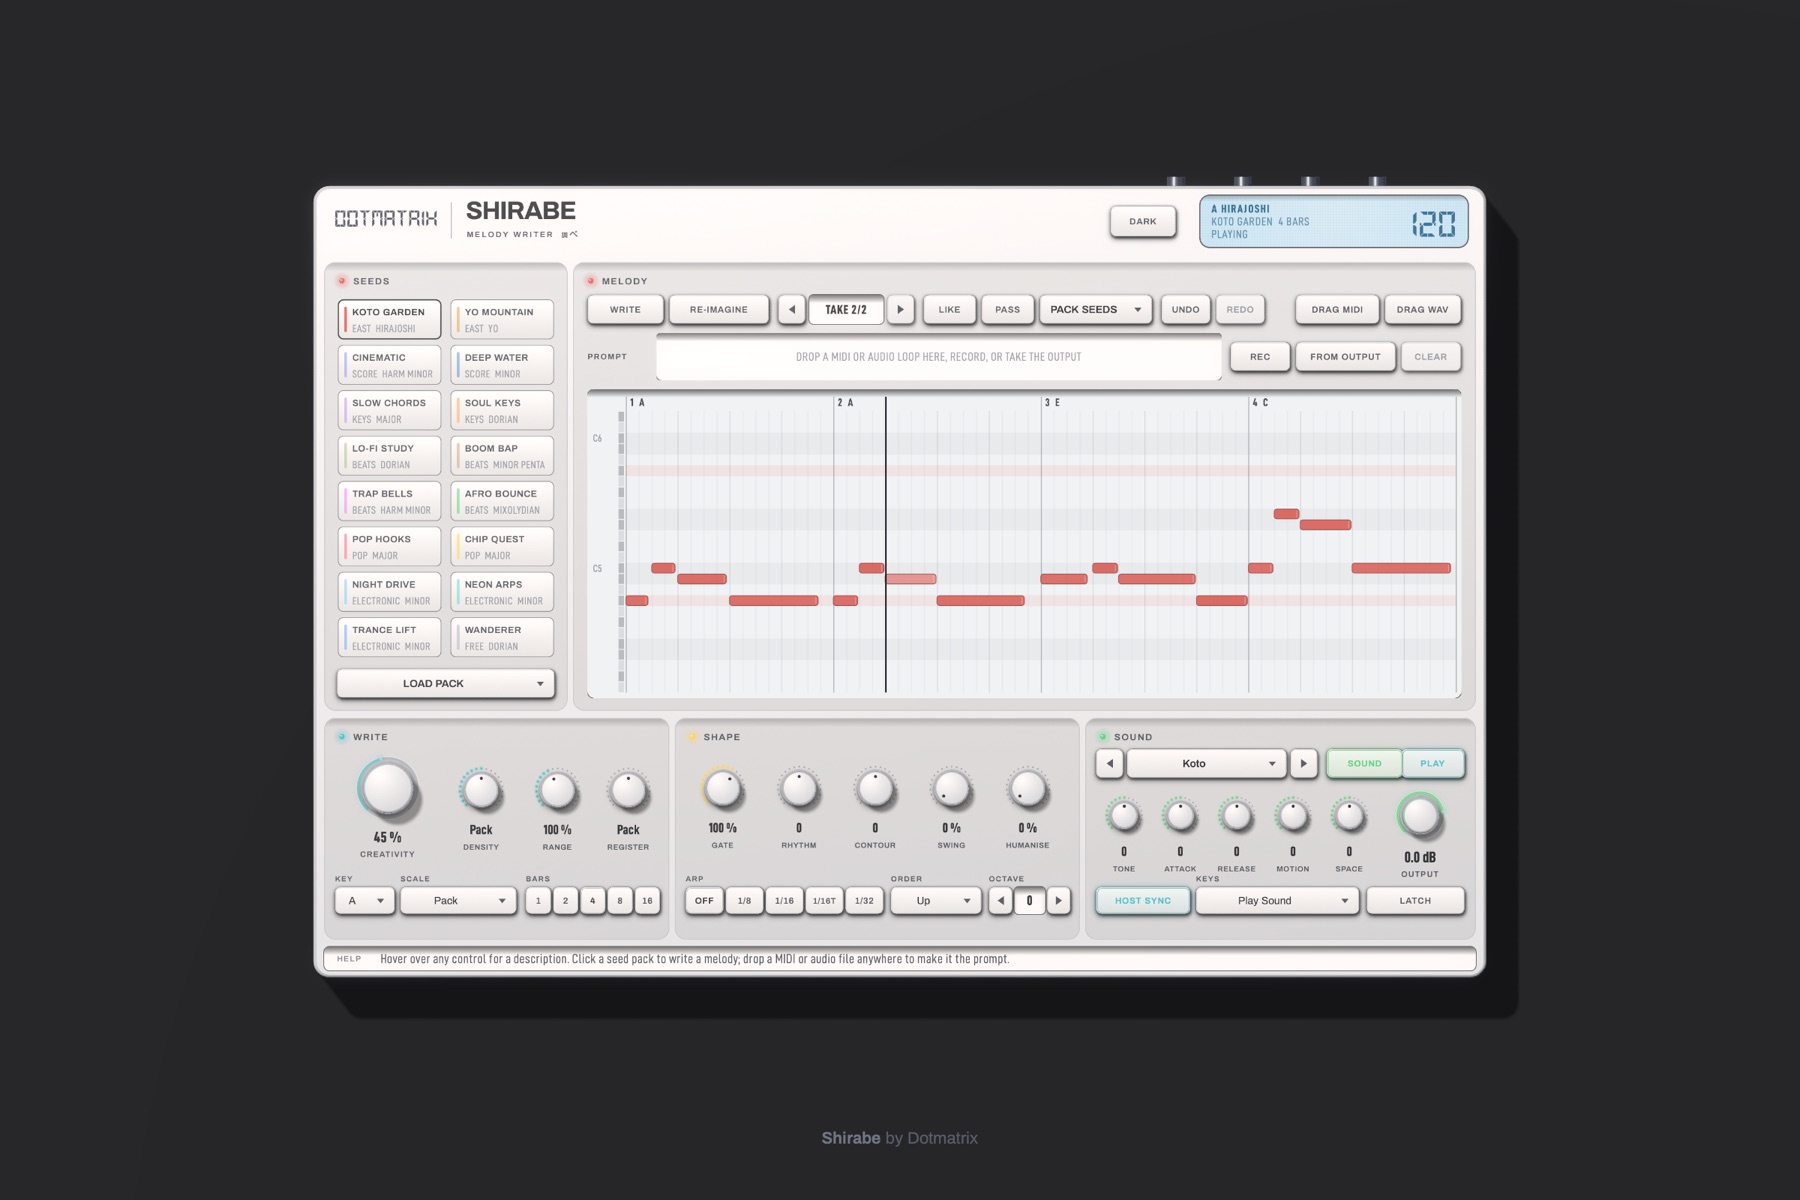 DOTMATRIX
SHIRABE
MELODY WRITER 調べ
DARK
A HIRAJOSHI
KOTO GARDEN 4 BARS
PLAYING
120
SEEDS
KOTO GARDEN
EAST HIRAJOSHI
YO MOUNTAIN
EAST YO
CINEMATIC
SCORE HARM MINOR
DEEP WATER
SCORE MINOR
SLOW CHORDS
KEYS MAJOR
SOUL KEYS
KEYS DORIAN
LO-FI STUDY
BEATS DORIAN
BOOM BAP
BEATS MINOR PENTA
TRAP BELLS
BEATS HARM MINOR
AFRO BOUNCE
BEATS MIXOLYDIAN
POP HOOKS
POP MAJOR
CHIP QUEST
POP MAJOR
NIGHT DRIVE
ELECTRONIC MINOR
NEON ARPS
ELECTRONIC MINOR
TRANCE LIFT
ELECTRONIC MINOR
WANDERER
FREE DORIAN
LOAD PACK
MELODY
WRITE RE-IMAGINE TAKE 2/2 LIKE PASS PACK SEEDS UNDO REDO DRAG MIDI DRAG WAV
PROMPT DROP A MIDI OR AUDIO LOOP HERE, RECORD, OR TAKE THE OUTPUT REC FROM OUTPUT CLEAR
1 A 2 A 3 E 4 C
C6
C5
WRITE
45 % Pack 100 % Pack
CREATIVITY DENSITY RANGE REGISTER
KEY SCALE BARS
A Pack 1 2 4 8 16
SHAPE
100 % 0 0 0 % 0 %
GATE RHYTHM CONTOUR SWING HUMANISE
ARP ORDER OCTAVE
OFF 1/8 1/16 1/16T 1/32 Up 0
SOUND
Koto SOUND PLAY
0 0 0 0 0 0.0 dB
TONE ATTACK RELEASE MOTION SPACE OUTPUT
KEYS
HOST SYNC Play Sound LATCH
HELP Hover over any control for a description. Click a seed pack to write a melody; drop a MIDI or audio file anywhere to make it the prompt.
Shirabe by Dotmatrix